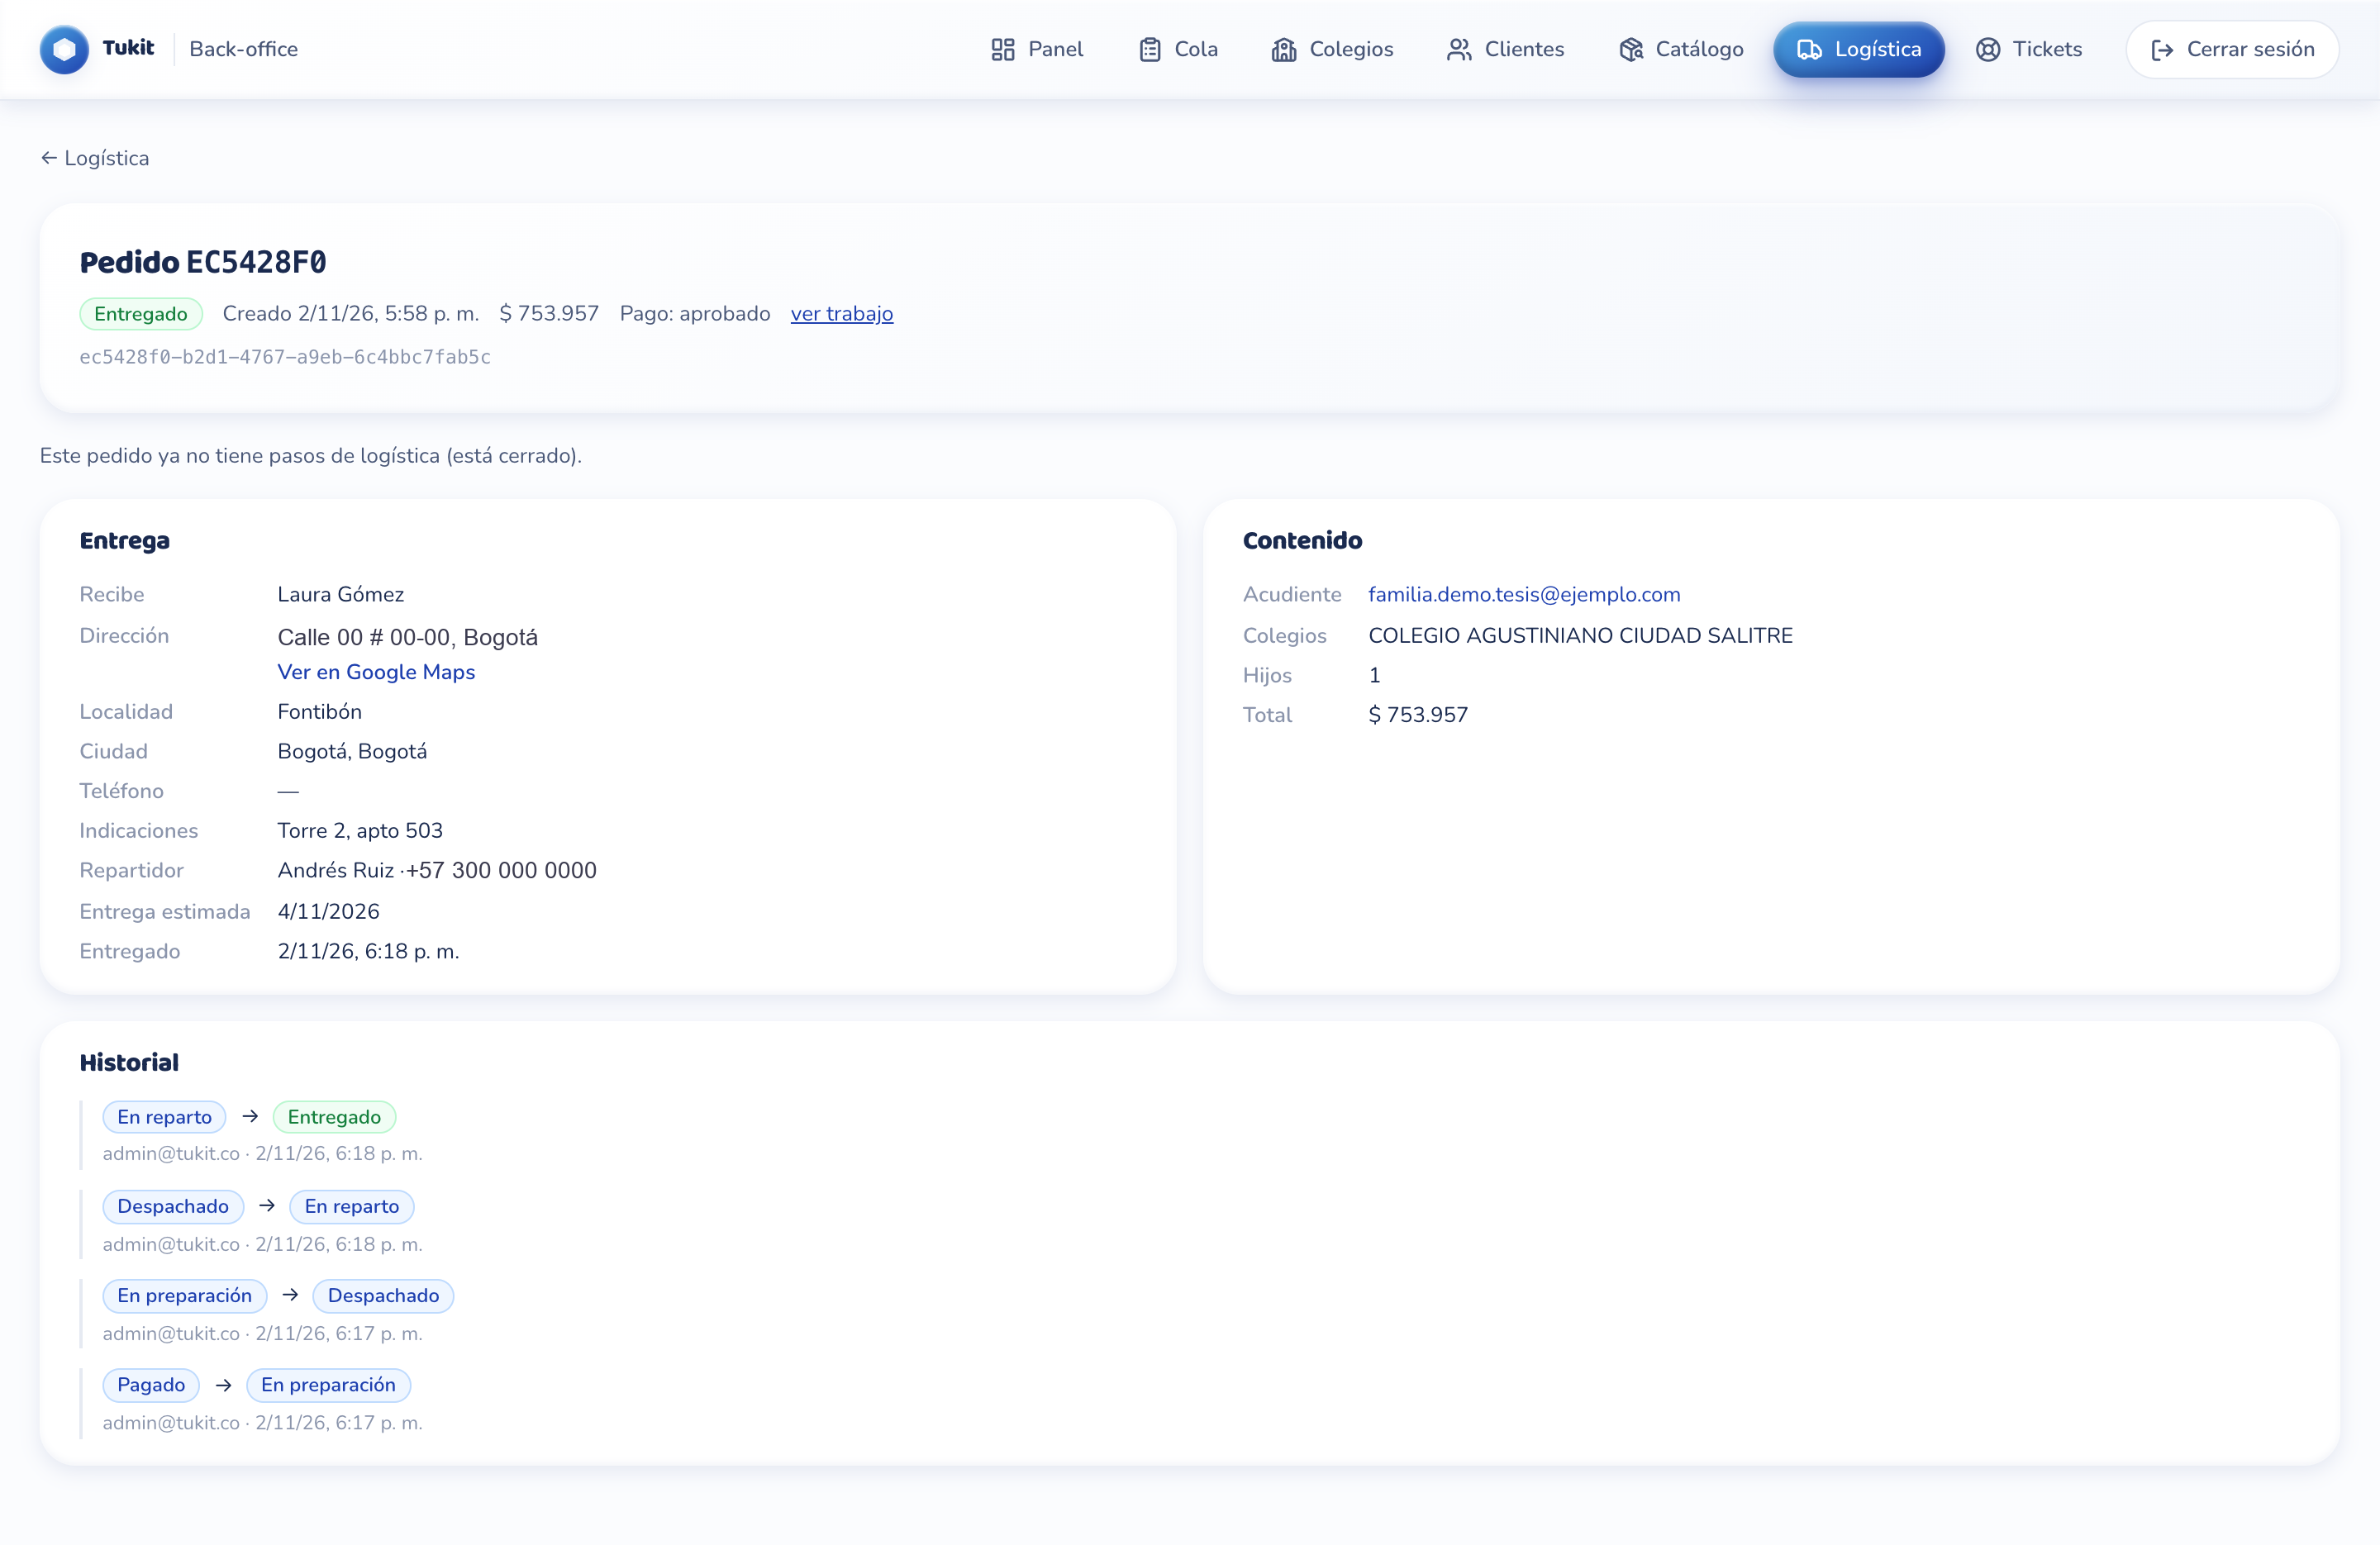 Tukit
Back-office
Panel
Cola
Colegios
Clientes
Catálogo
Logística
Tickets
Cerrar sesión
← Logística
Pedido EC5428F0
Entregado Creado 2/11/26, 5:58 p. m. $ 753.957 Pago: aprobado ver trabajo
ec5428f0-b2d1-4767-a9eb-6c4bbc7fab5c
Este pedido ya no tiene pasos de logística (está cerrado).
Entrega
Recibe Laura Gómez
Dirección Calle 00 # 00-00, Bogotá
Ver en Google Maps
Localidad Fontibón
Ciudad Bogotá, Bogotá
Teléfono —
Indicaciones Torre 2, apto 503
Repartidor Andrés Ruiz ·+57 300 000 0000
Entrega estimada 4/11/2026
Entregado 2/11/26, 6:18 p. m.
Contenido
Acudiente familia.demo.tesis@ejemplo.com
Colegios COLEGIO AGUSTINIANO CIUDAD SALITRE
Hijos 1
Total $ 753.957
Historial
En reparto → Entregado
admin@tukit.co · 2/11/26, 6:18 p. m.
Despachado → En reparto
admin@tukit.co · 2/11/26, 6:18 p. m.
En preparación → Despachado
admin@tukit.co · 2/11/26, 6:17 p. m.
Pagado → En preparación
admin@tukit.co · 2/11/26, 6:17 p. m.